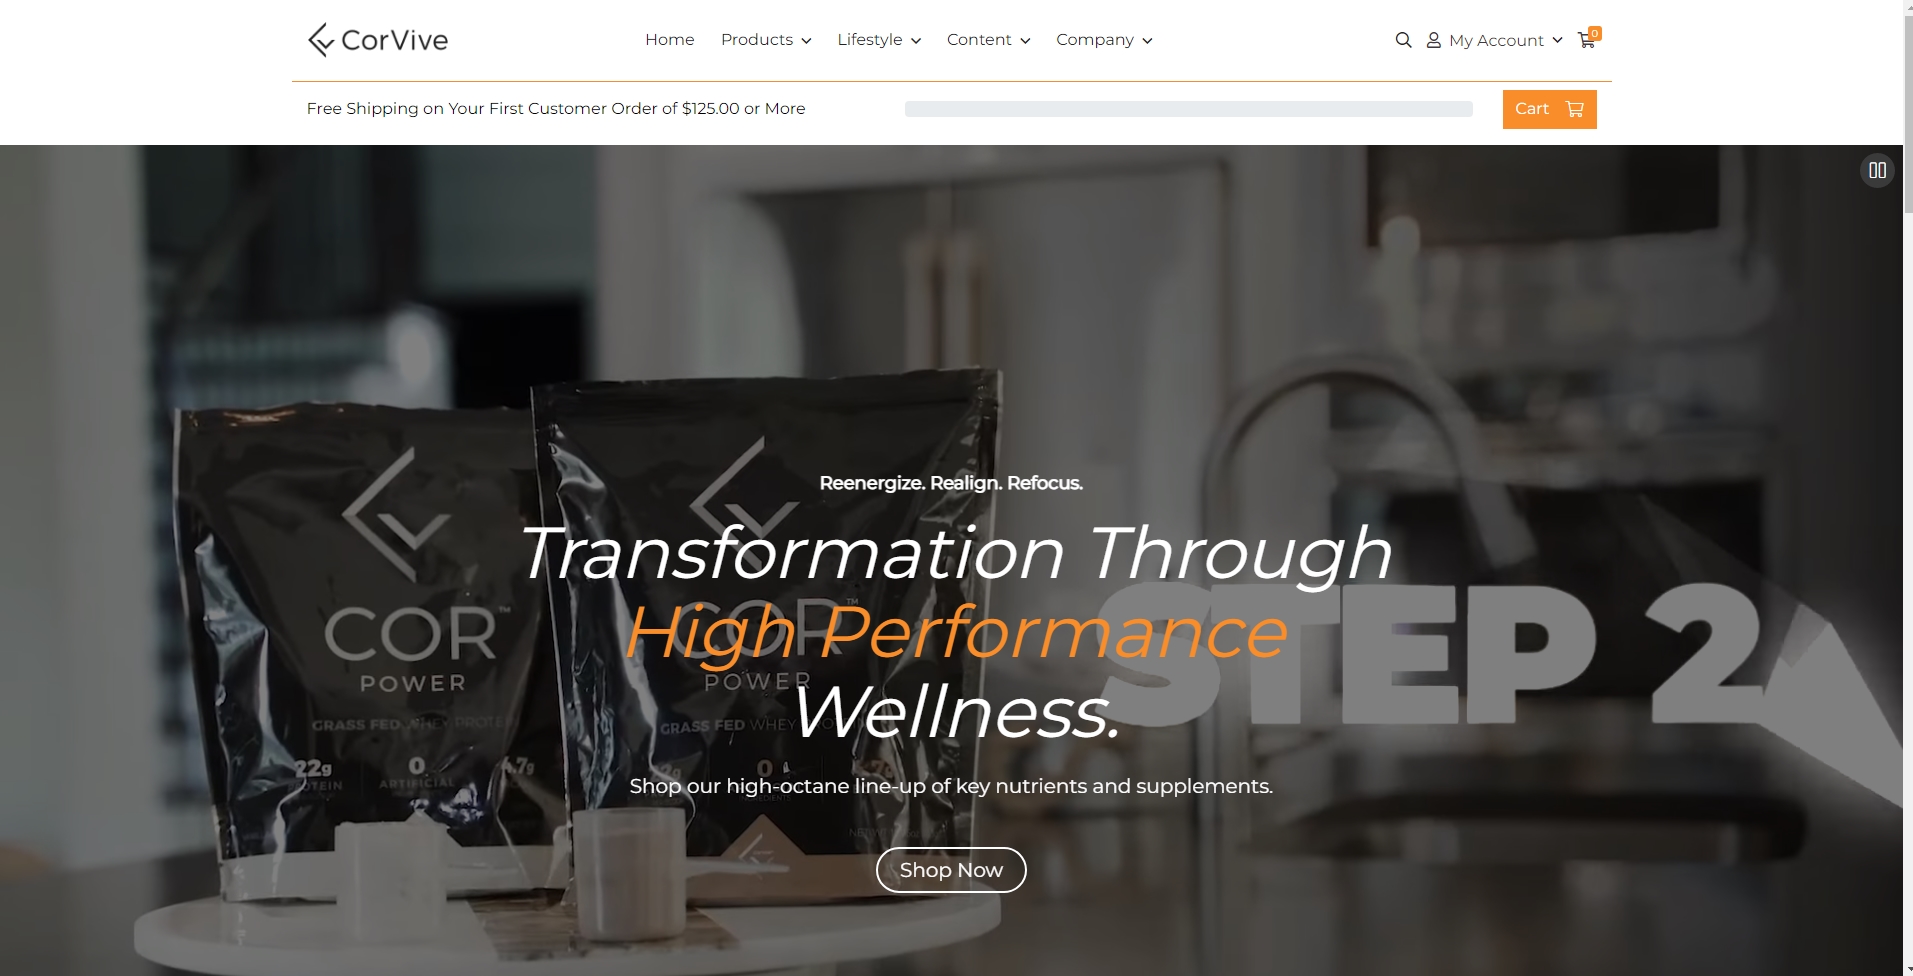 CorVive
Home Products Lifestyle Content Company
My Account 0
Free Shipping on Your First Customer Order of $125.00 or More
Cart
Reenergize. Realign. Refocus.
Transformation Through
High Performance
Wellness.
Shop our high-octane line-up of key nutrients and supplements.
Shop Now
STEP 2
COR™
POWER
GRASS FED WHEY PROTEIN
22g
PROTEIN
0
ARTIFICIAL
4.7g
COR™
POWER
GRASS FED WHEY PROTEIN
0
INGREDIENTS